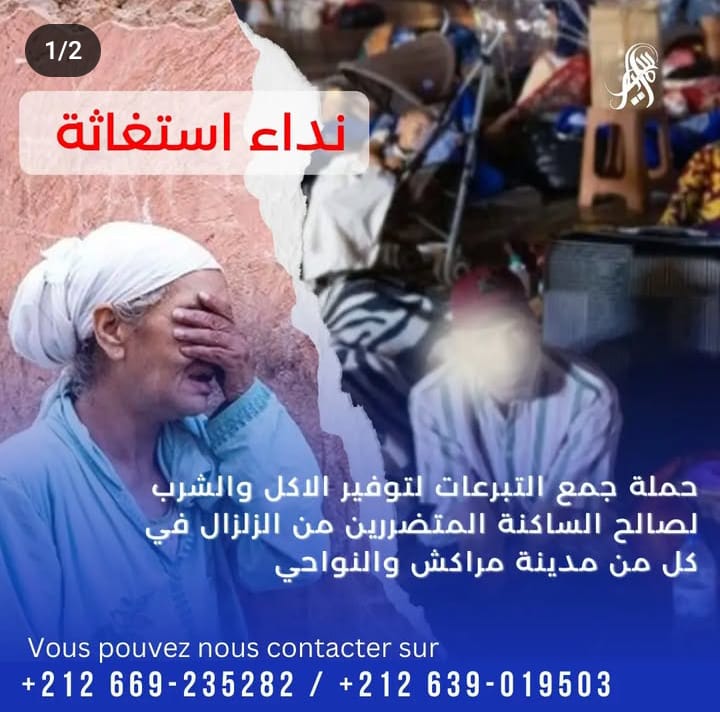 1/2
نداء استغاثة
حملة جمع التبرعات لتوفير الاكل والشرب
لصالح الساكنة المتضررين من الزلزال في
كل من مدينة مراكش والنواحي
Vous pouvez nous contacter sur
+212 669-235282 / +212 639-019503